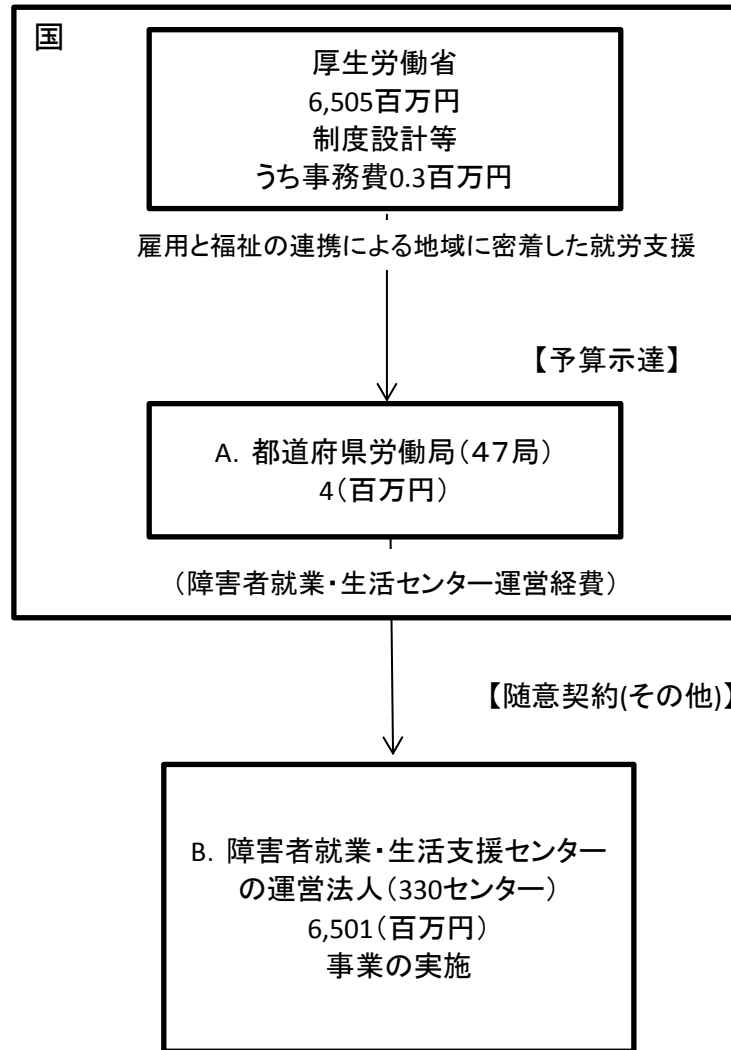 国
厚生労働省
6,505百万円
制度設計等
うち事務費0.3百万円
雇用と福祉の連携による地域に密着した就労支援
【予算示達】
A. 都道府県労働局（４７局）
4（百万円）
（障害者就業・生活センター運営経費）
【随意契約(その他)】
B. 障害者就業・生活支援センター
の運営法人（330センター）
6,501（百万円）
事業の実施